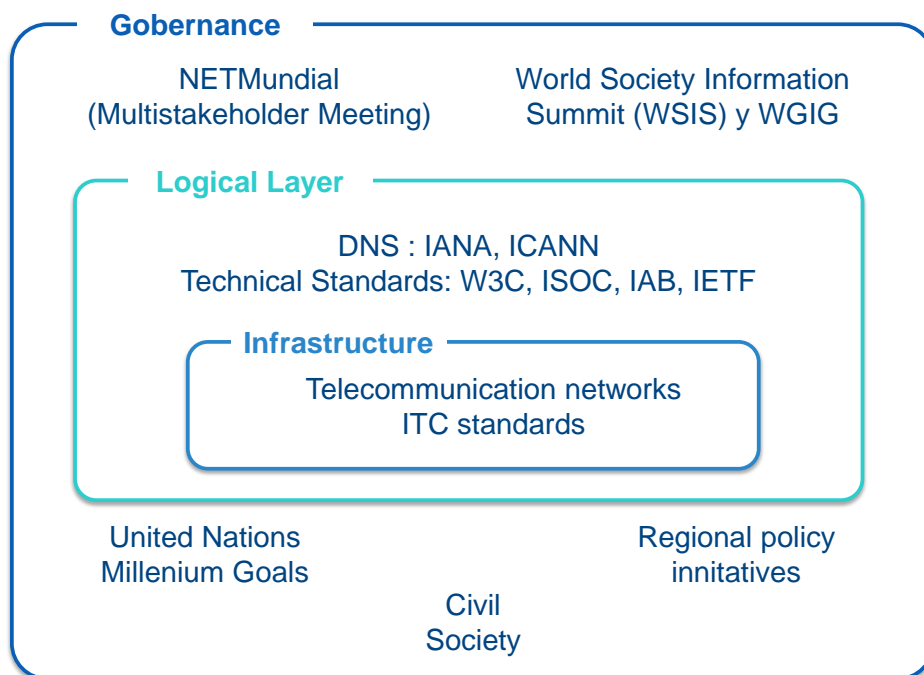 Gobernance
NETMundial
(Multistakeholder Meeting)
World Society Information
Summit (WSIS) y WGIG
Logical Layer
DNS : IANA, ICANN
Technical Standards: W3C, ISOC, IAB, IETF
Infrastructure
Telecommunication networks
ITC standards
United Nations
Millenium Goals
Regional policy
innitatives
Civil
Society